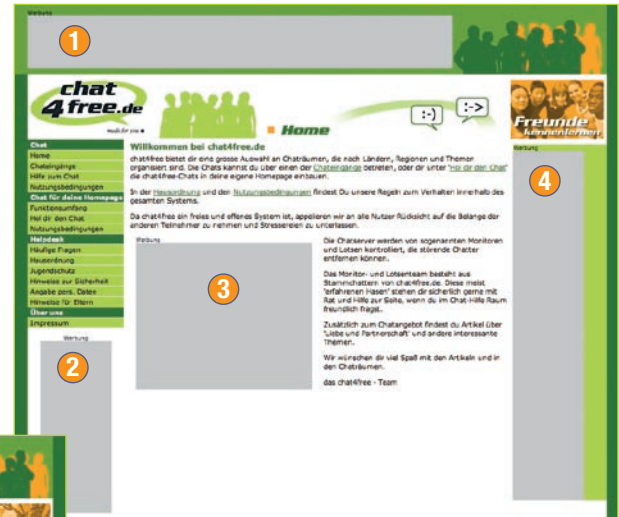 Werbung
1
chat
4free.de
made for you
Home
:-)
:->
Freunde
kennenlernen
Chat
Home
Chateingänge
Hilfe zum Chat
Nutzungsbedingungen
Chat für deine Homepage
Funktionsumfang
Hol dir den Chat
Nutzungsbedingungen
Helpdesk
Häufige Fragen
Hausordnung
Jugendschutz
Hinweise zur Sicherheit
Angabe pers. Daten
Hinweise für Eltern
Über uns
Impressum
Werbung
2
Willkommen bei chat4free.de
chat4free bietet dir eine grosse Auswahl an Chaträumen, die nach Ländern, Regionen und Themen
organisiert sind. Die Chats kannst du über einen der Chateingänge betreten, oder dir unter "Hol dir den Chat"
die chat4free-Chats in deine eigene Homepage einbauen.
In der Hausordnung und den Nutzungsbedingungen findest Du unsere Regeln zum Verhalten innerhalb des
gesamten Systems.
Da chat4free ein freies und offenes System ist, appelieren wir an alle Nutzer Rücksicht auf die Belange der
anderen Teilnehmer zu nehmen und Stressereien zu unterlassen.
Werbung
3
Die Chatserver werden von sogenannten Monitoren
und Lotsen kontrolliert, die störende Chatter
entfernen können.
Das Monitor- und Lotsenteam besteht aus
Stammchattern von chat4free.de. Diese meist
"erfahrenen Hasen" stehen dir sicherlich gerne mit
Rat und Hilfe zur Seite, wenn du im Chat-Hilfe Raum
freundlich fragst.
Zusätzlich zum Chatangebot findest du Artikel über
"Liebe und Partnerschaft" und andere interessante
Themen.
Wir wünschen dir viel Spaß mit den Artikeln und in
den Chaträumen.
das chat4free - Team
Werbung
4